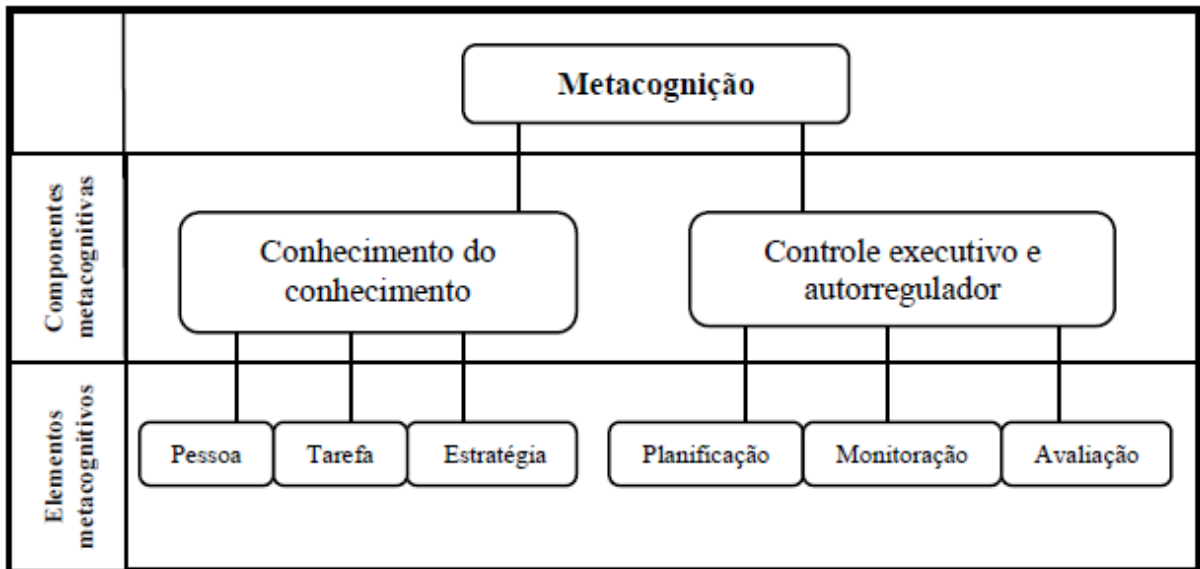 Metacognição
Componentes
metacognitivas
Conhecimento do
conhecimento
Controle executivo e
autorregulador
Elementos
metacognitivos
Pessoa
Tarefa
Estratégia
Planificação
Monitoração
Avaliação